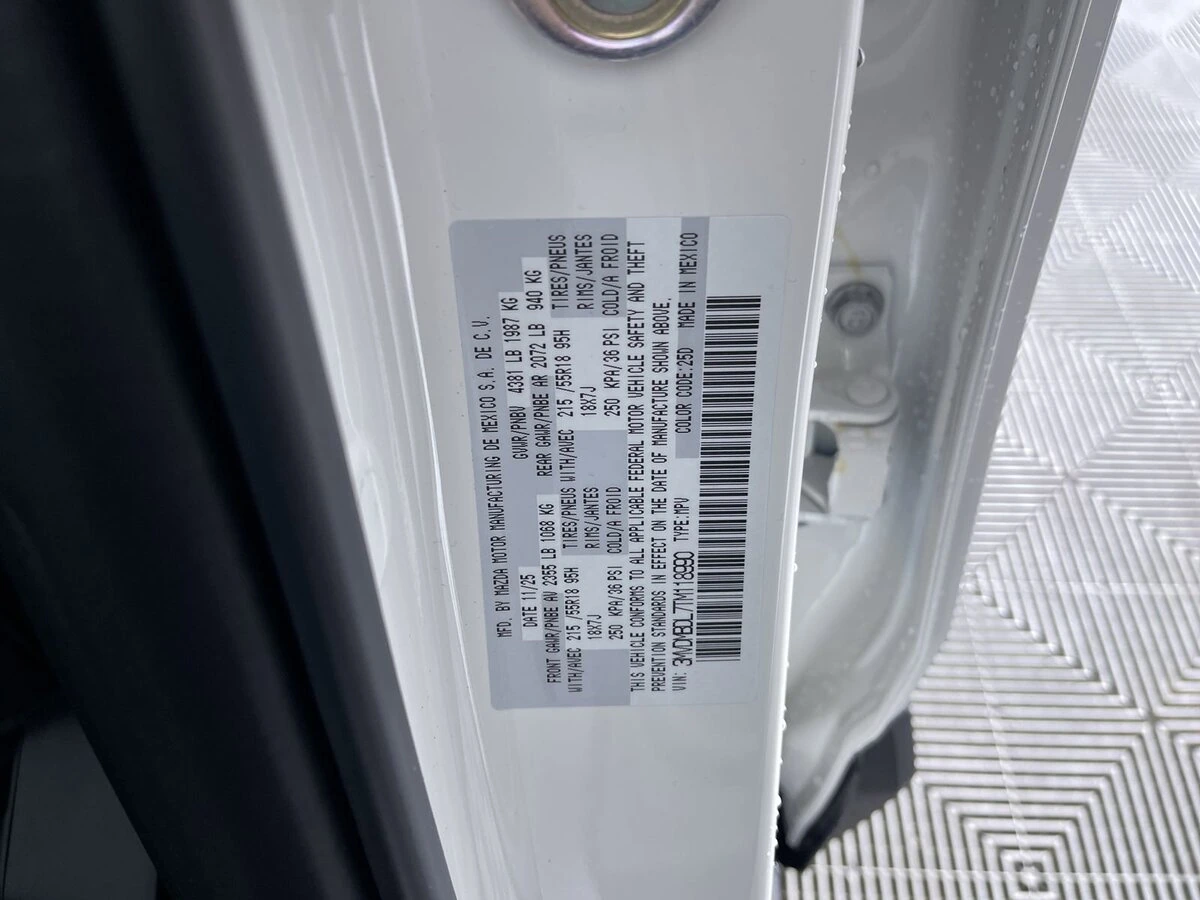 MFD. BY MAZDA MOTOR MANUFACTURING DE MEXICO S.A. DE C.V.
DATE 11/25 GVWR/PNBV 4381 LB 1987 KG
FRONT GAWR/PNBE AV 2355 LB 1068 KG REAR GAWR/PNBE AR 2072 LB 940 KG
WITH/AVEC 215 /55R18 95H TIRES/PNEUS WITH/AVEC 215 /55R18 95H TIRES/PNEUS
18X7J RIMS/JANTES 18X7J RIMS/JANTES
250 KPA/36 PSI COLD/A FROID 250 KPA/36 PSI COLD/A FROID
THIS VEHICLE CONFORMS TO ALL APPLICABLE FEDERAL MOTOR VEHICLE SAFETY AND THEFT
PREVENTION STANDARDS IN EFFECT ON THE DATE OF MANUFACTURE SHOWN ABOVE.
VIN: 3MVDMBDL7TM118990 TYPE:MPV COLOR CODE:25D MADE IN MEXICO